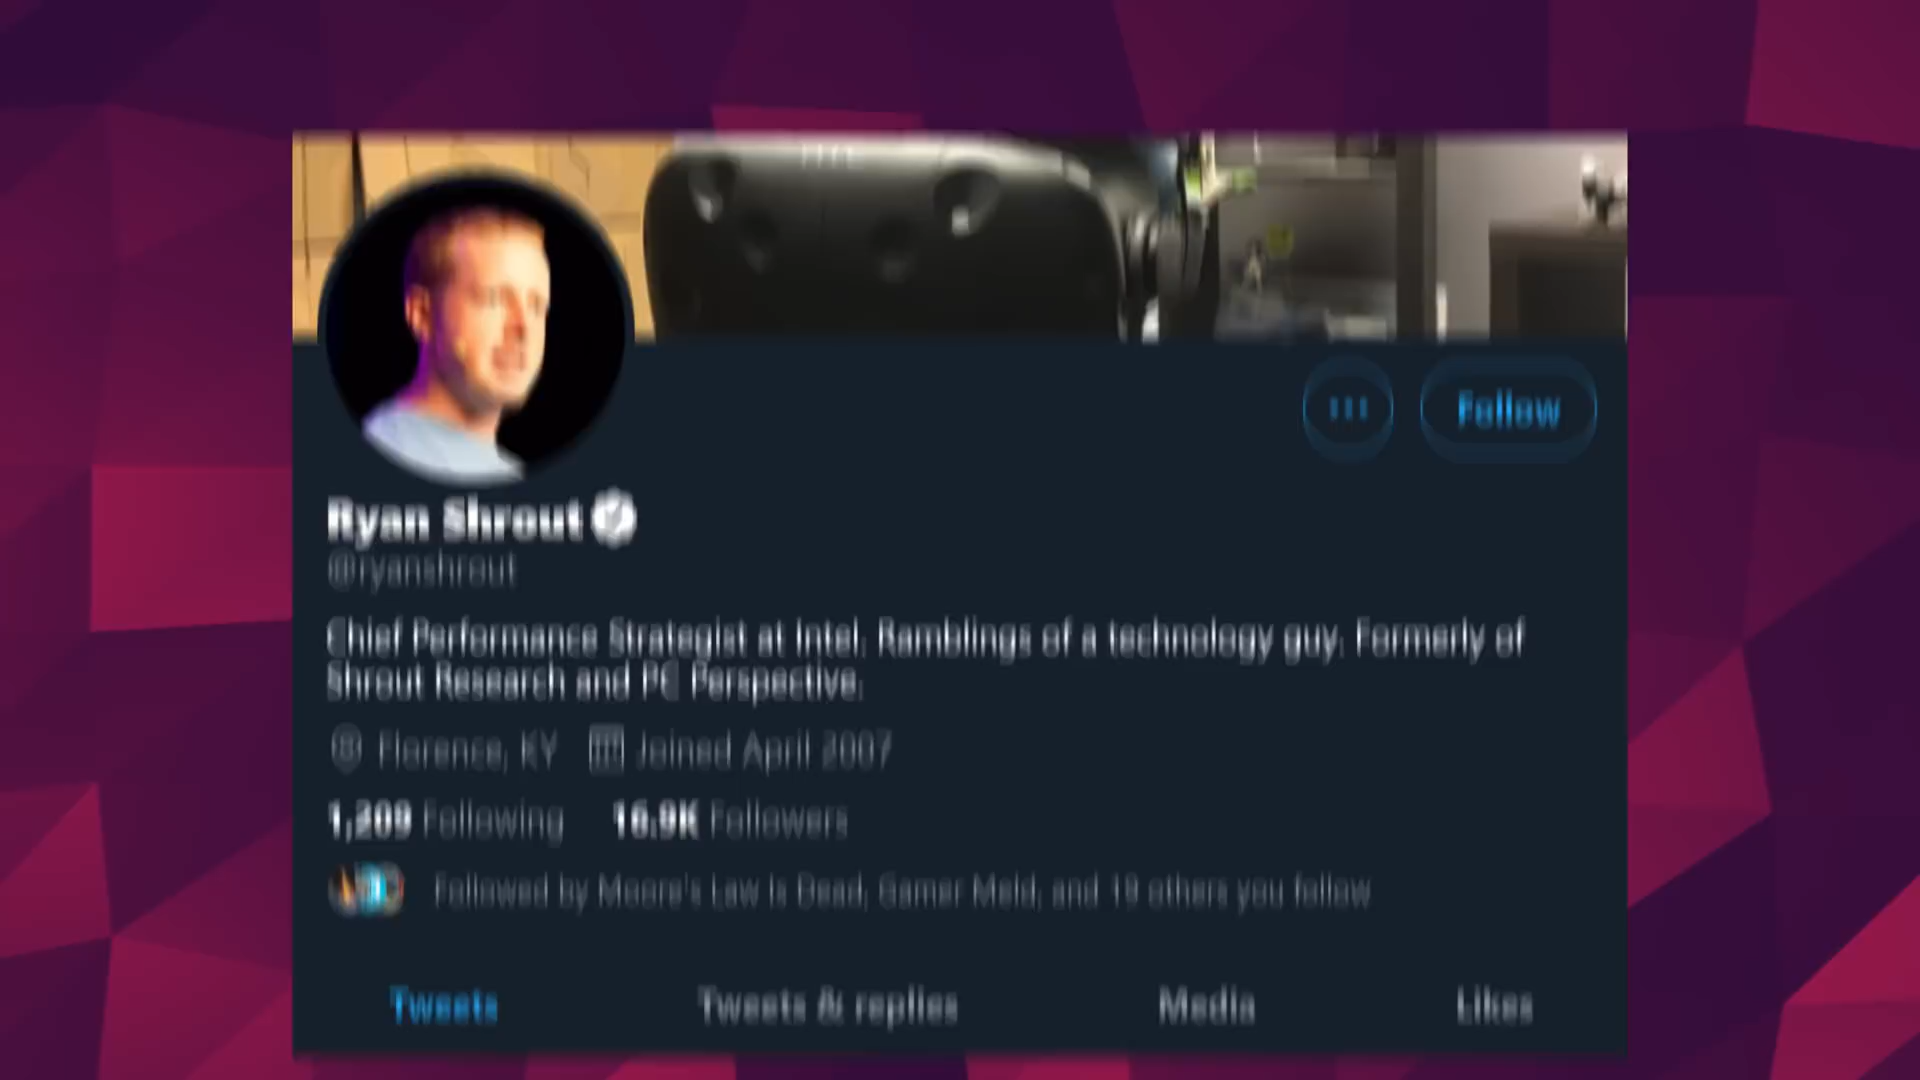 Ryan Shrout
@ryanshrout
Follow
Chief Performance Strategist at Intel. Ramblings of a technology guy. Formerly of
Shrout Research and PC Perspective.
Florence, KY Joined April 2007
1,209 Following 16.9K Followers
Followed by Moore's Law Is Dead, Gamer Meld, and 19 others you follow
Tweets Tweets & replies Media Likes